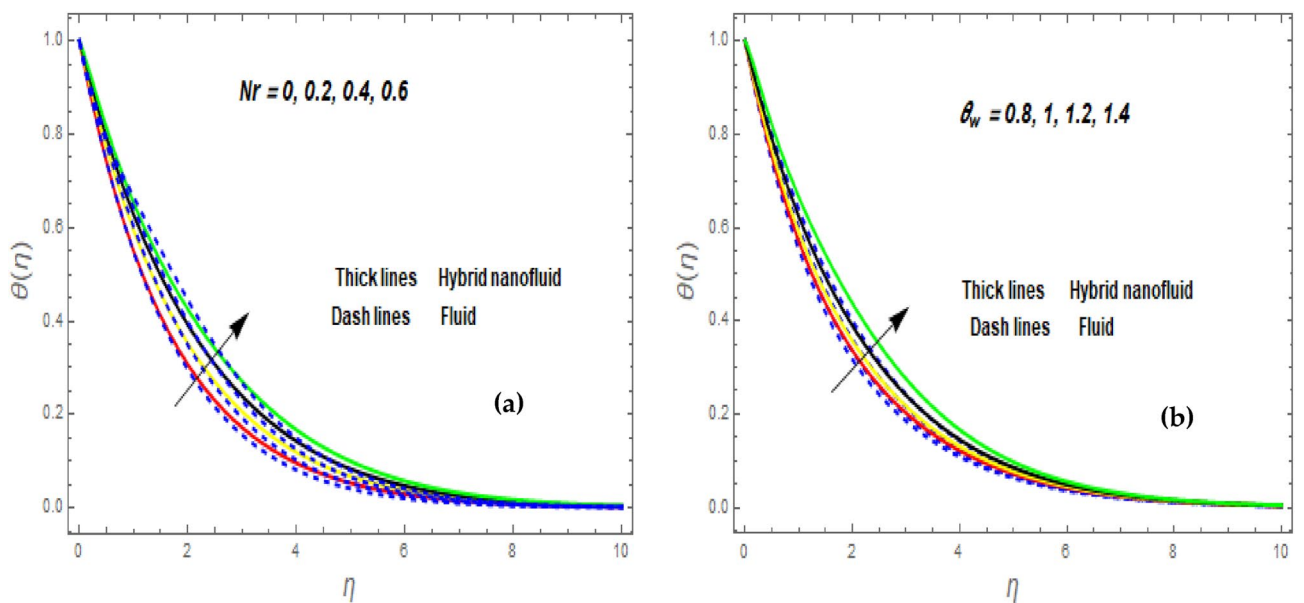 1.0
0.8
0.6
0.4
0.2
0.0
θ(η)
Nr = 0, 0.2, 0.4, 0.6
Thick lines Hybrid nanofluid
Dash lines Fluid
(a)
0 2 4 6 8 10
η
1.0
0.8
0.6
0.4
0.2
0.0
θ(η)
θw = 0.8, 1, 1.2, 1.4
Thick lines Hybrid nanofluid
Dash lines Fluid
(b)
0 2 4 6 8 10
η